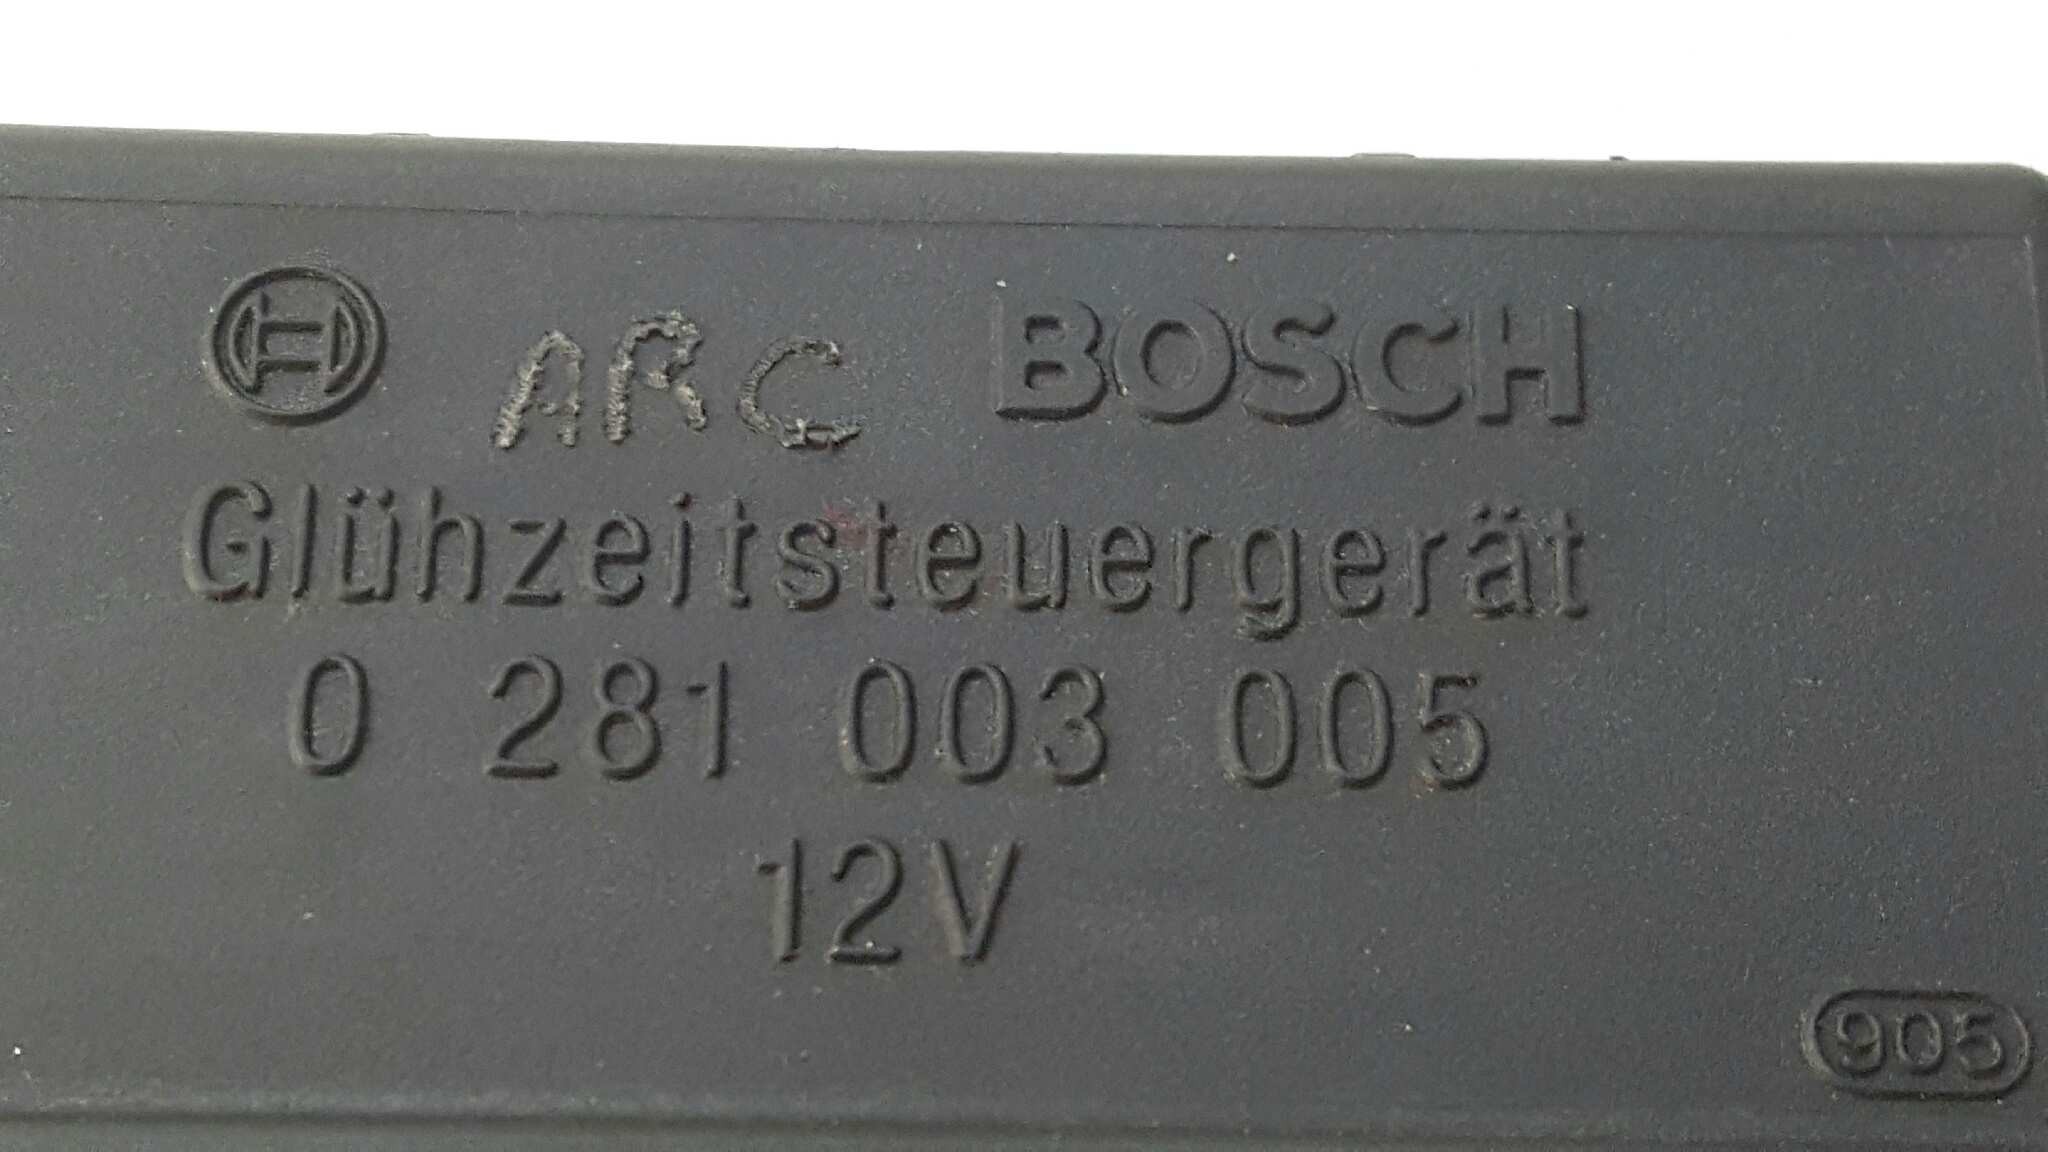 ARC BOSCH
Glühzeitsteuergerät
0 281 003 005
12V
905